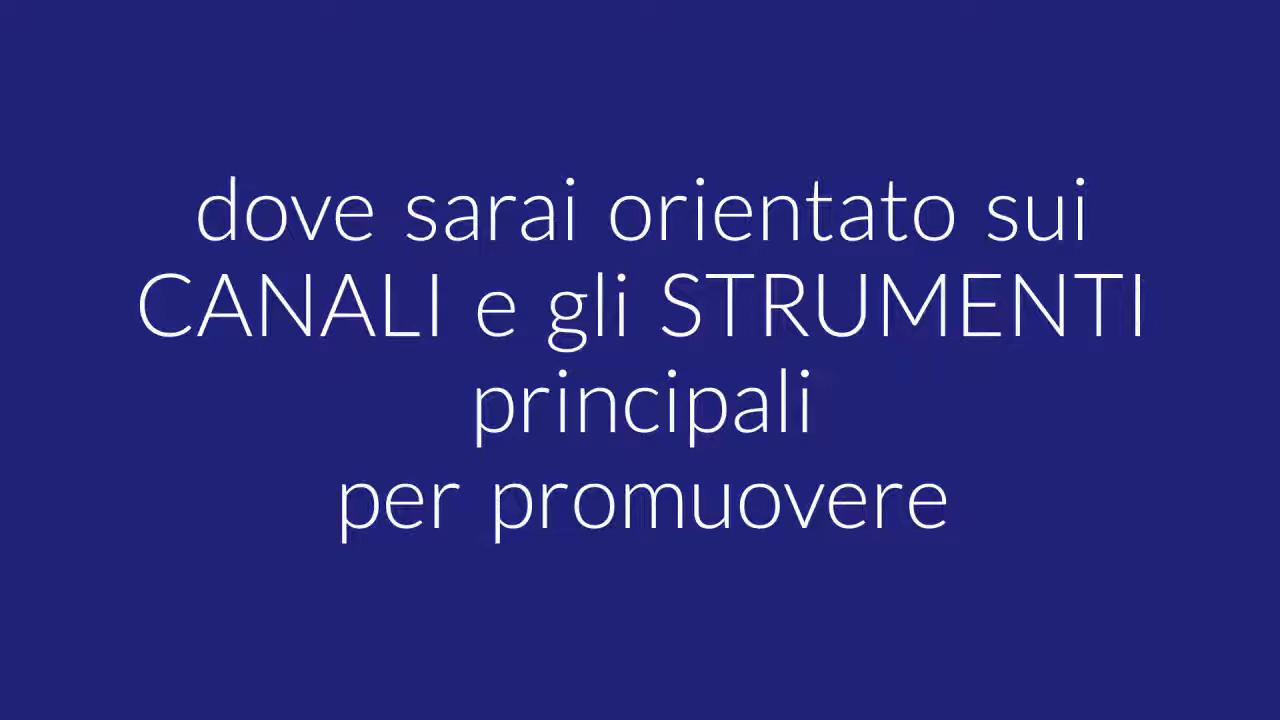 dove sarai orientato sui
CANALI e gli STRUMENTI
principali
per promuovere